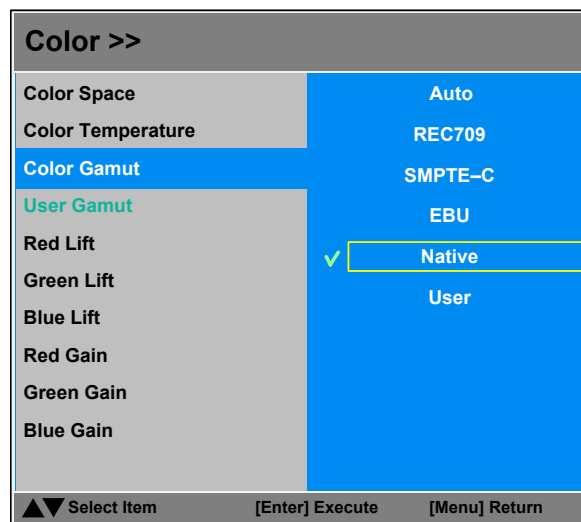 Color >>
Color Space
Color Temperature
Color Gamut
User Gamut
Red Lift
Green Lift
Blue Lift
Red Gain
Green Gain
Blue Gain
Auto
REC709
SMPTE–C
EBU
Native
User
Select Item [Enter] Execute [Menu] Return